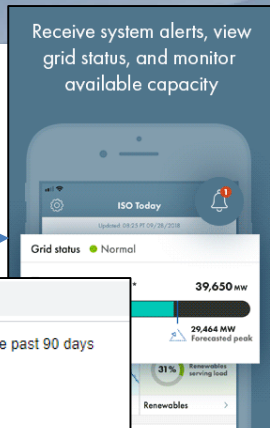 Receive system alerts, view
grid status, and monitor
available capacity
1
ISO Today
Updated 08:23 PT 09/28/2018
Grid status Normal
* 39,650 MW
29,464 MW
Forecasted peak
e past 90 days
31% Renewables
serving load
Renewables >